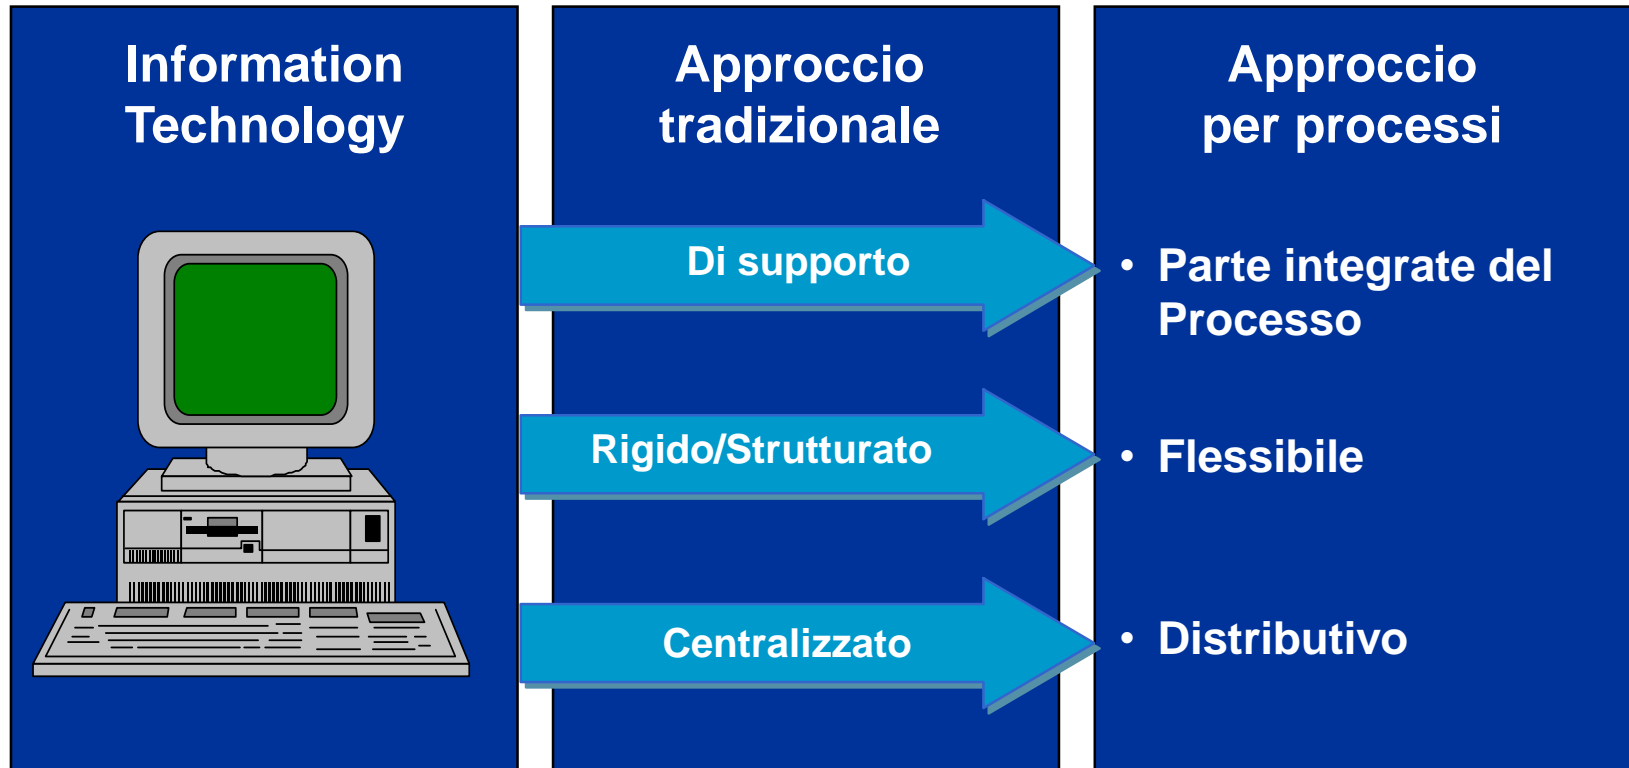 Information
Technology
Approccio
tradizionale
Approccio
per processi
Di supporto
• Parte integrate del
Processo
Rigido/Strutturato
• Flessibile
Centralizzato
• Distributivo